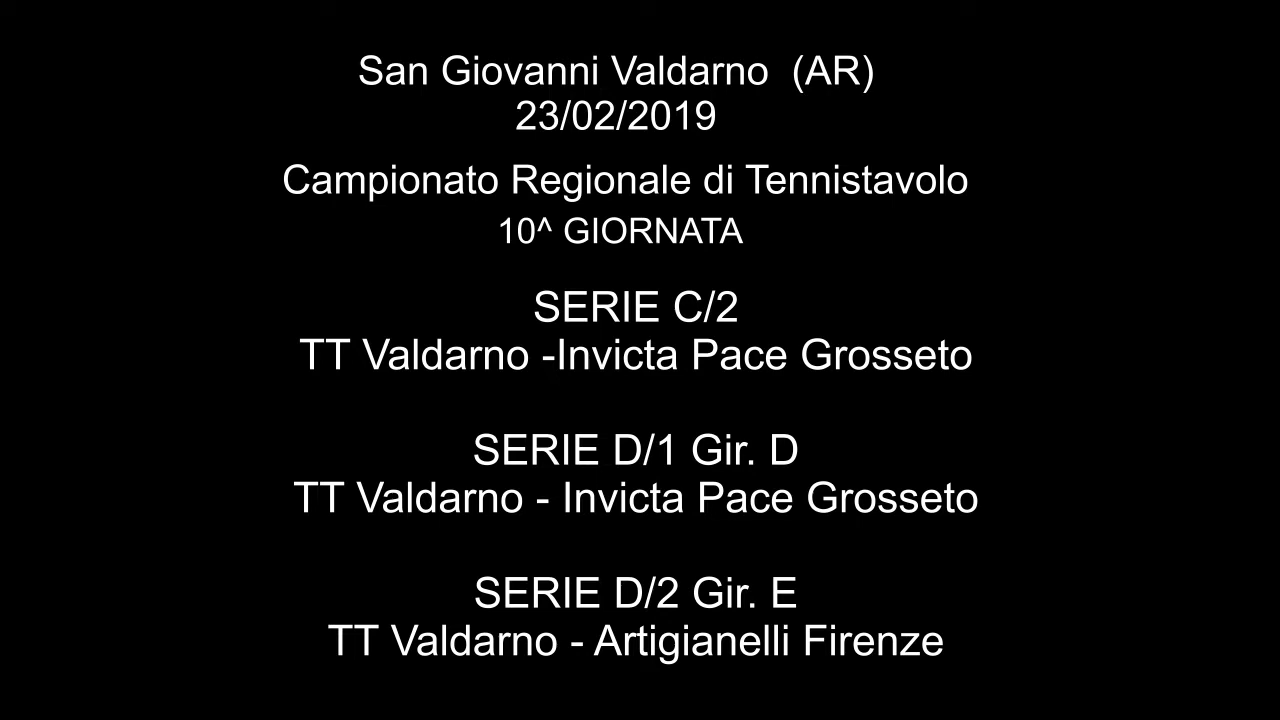 San Giovanni Valdarno  (AR)
23/02/2019
Campionato Regionale di Tennistavolo
10^ GIORNATA
SERIE C/2
TT Valdarno -Invicta Pace Grosseto
SERIE D/1 Gir. D
TT Valdarno - Invicta Pace Grosseto
SERIE D/2 Gir. E
TT Valdarno - Artigianelli Firenze